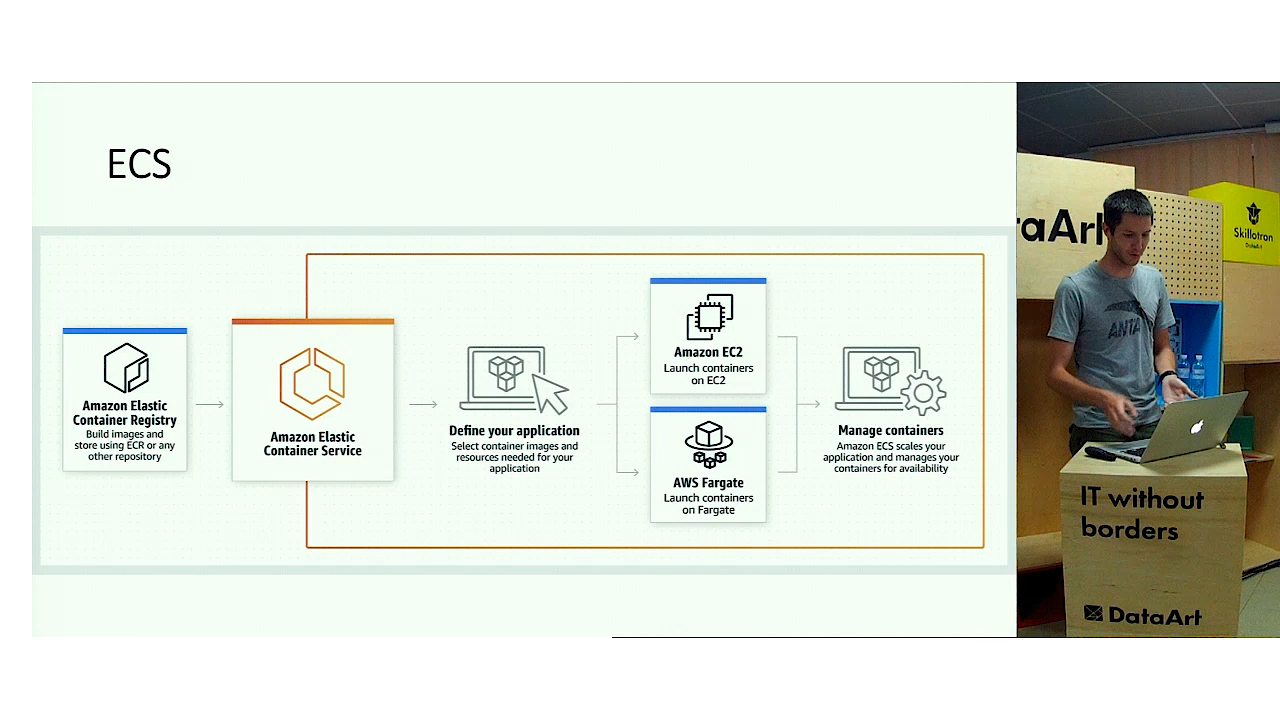 ECS
Amazon Elastic
Container Registry
Build images and
store using ECR or any
other repository
Amazon Elastic
Container Service
Define your application
Select container images and
resources needed for your
application
Amazon EC2
Launch containers
on EC2
AWS Fargate
Launch containers
on Fargate
Manage containers
Amazon ECS scales your
application and manages your
containers for availability
taArt
Skillotron
DataArt
ANTA
IT without
borders
DataArt